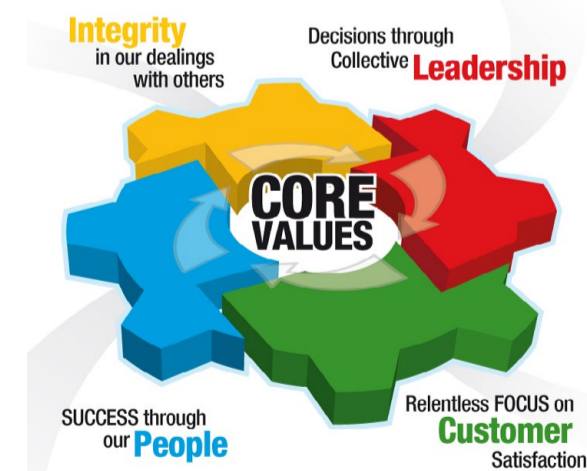 Integrity
in our dealings
with others
Decisions through
Collective Leadership
CORE
VALUES
SUCCESS through
our People
Relentless FOCUS on
Customer
Satisfaction